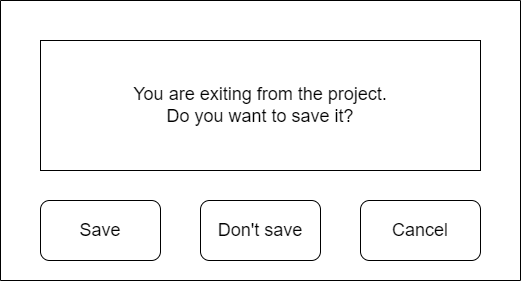 You are exiting from the project.
Do you want to save it?
Save
Don't save
Cancel